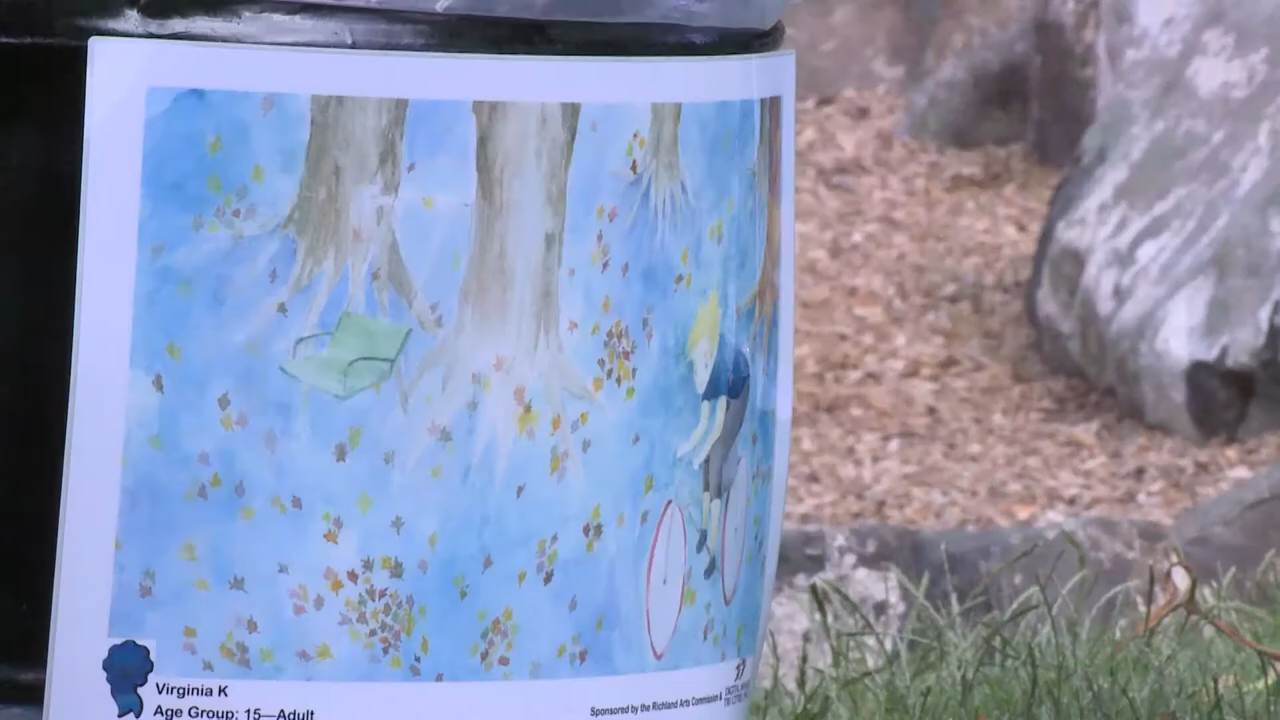 Virginia K
Age Group: 15—Adult
Sponsored by the Richland Arts Commission &